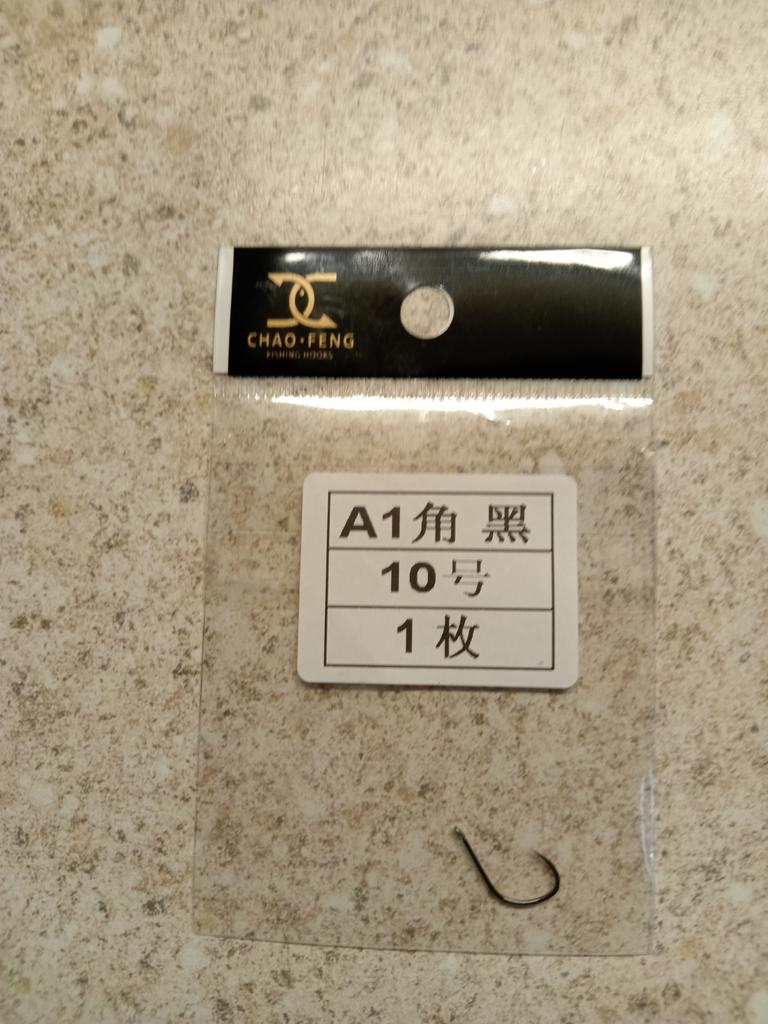 CHAO·FENG
FISHING HOOKS
A1角 黑
10号
1枚